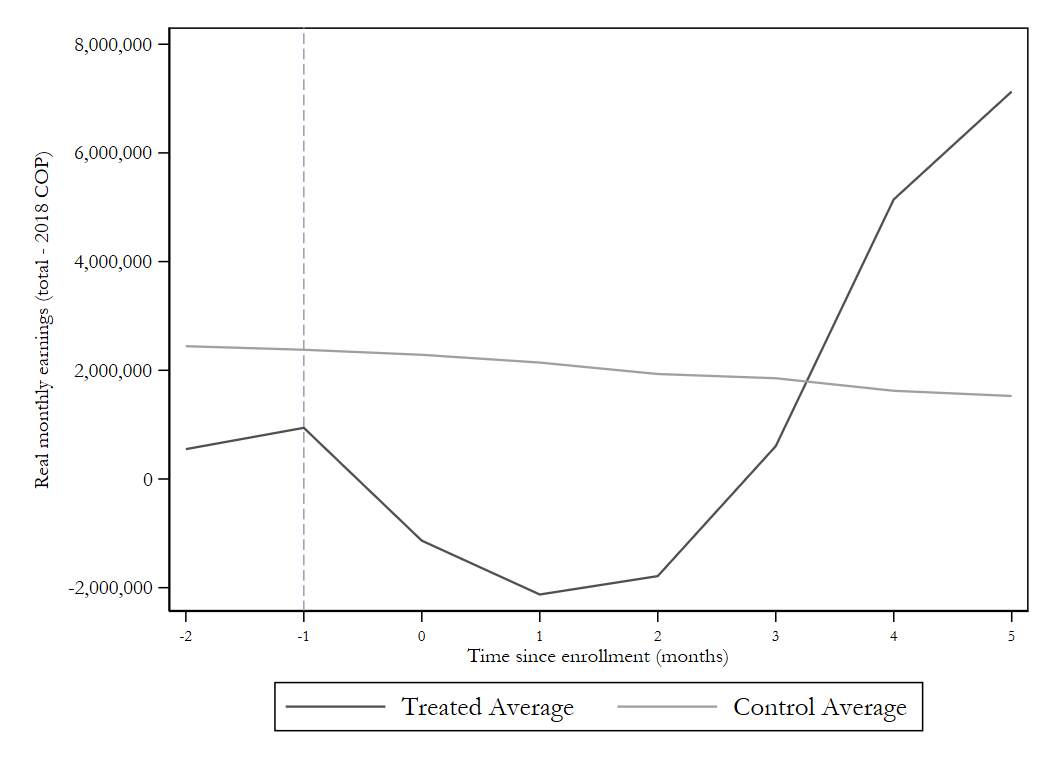 8,000,000
6,000,000
4,000,000
2,000,000
0
-2,000,000
Real monthly earnings (total - 2018 COP)
-2 -1 0 1 2 3 4 5
Time since enrollment (months)
Treated Average Control Average